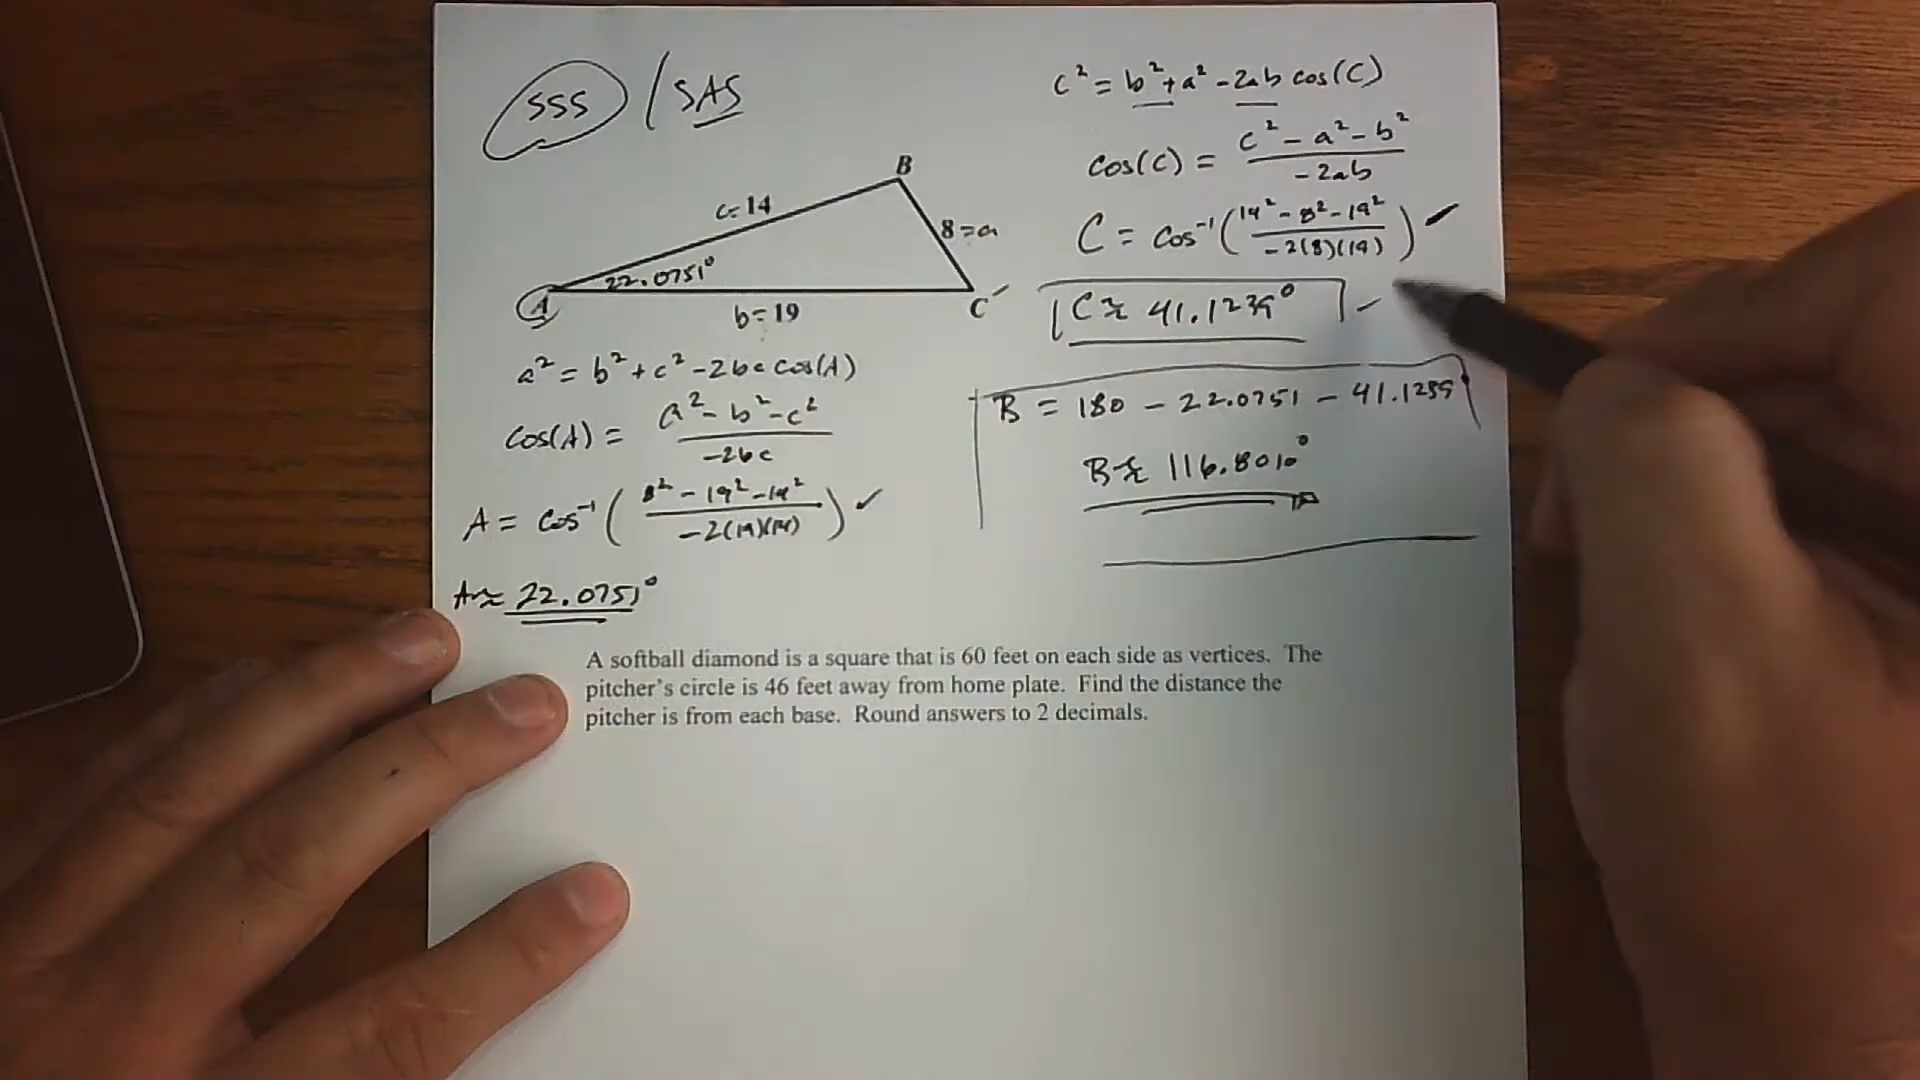 SSS / SAS
B
c=14
8=a
22.0751°
A
b=19
C
a² = b² + c² - 2bc cos(A)
cos(A) = (a² - b² - c²) / (-2bc)
A = cos⁻¹( (8² - 19² - 14²) / (-2(19)(14)) ) ✓
A ≈ 22.0751°
c² = b² + a² - 2ab cos(C)
cos(C) = (c² - a² - b²) / (-2ab)
C = cos⁻¹( (14² - 8² - 19²) / (-2(8)(19)) ) ✓
C ≈ 41.1239°
B = 180 - 22.0751 - 41.1239
B ≈ 116.8010°
A softball diamond is a square that is 60 feet on each side as vertices. The
pitcher's circle is 46 feet away from home plate. Find the distance the
pitcher is from each base. Round answers to 2 decimals.